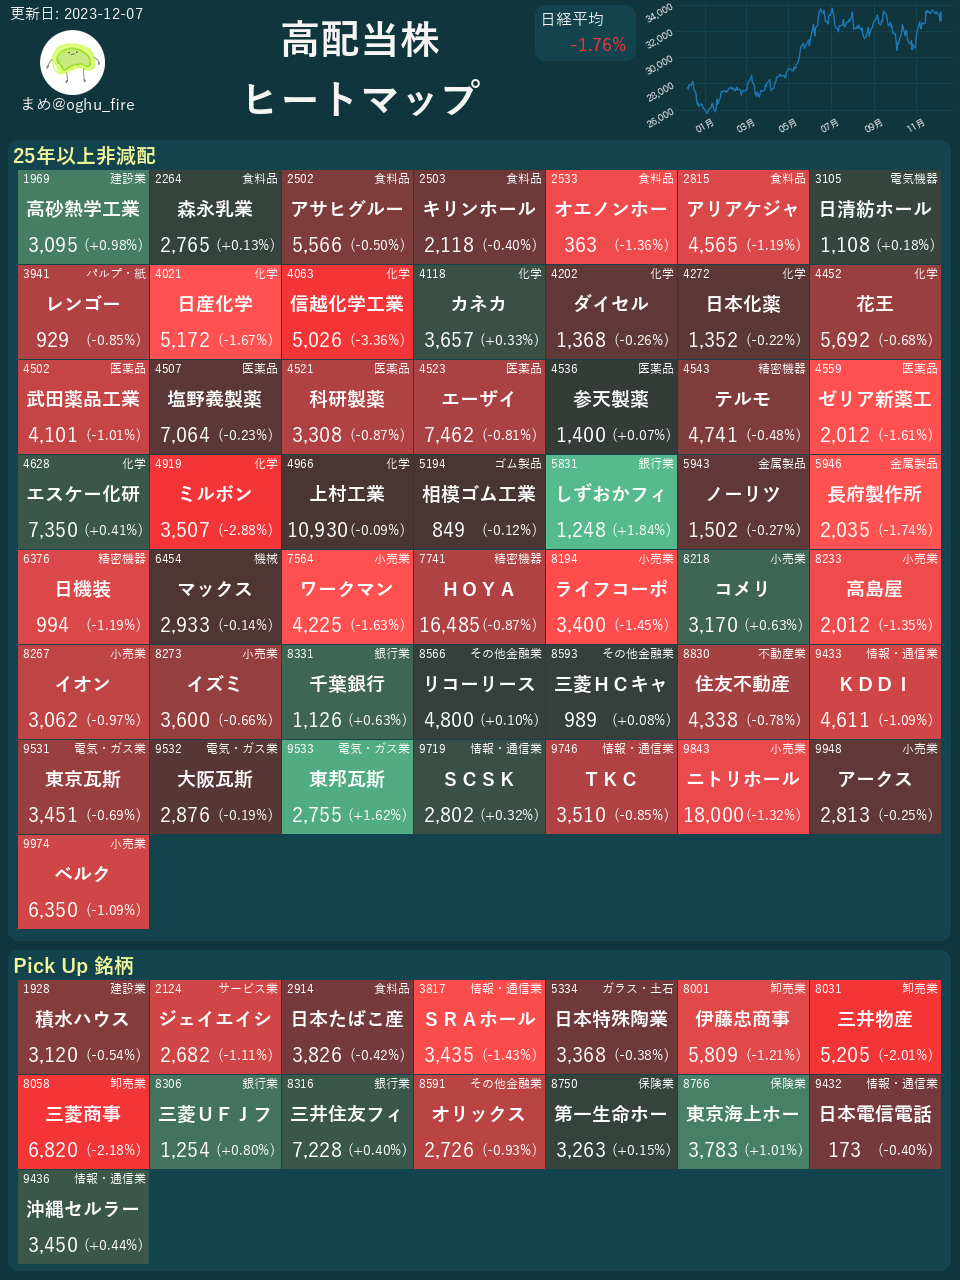 更新日: 2023-12-07
まめ@oghu_fire
高配当株
ヒートマップ
日経平均
-1.76%
34,000
32,000
30,000
28,000
26,000
01月 03月 05月 07月 09月 11月
25年以上非減配
1969 建設業 2264 食料品 2502 食料品 2503 食料品 2533 食料品 2815 食料品 3105 電気機器
高砂熱学工業 森永乳業 アサヒグルー キリンホール オエノンホー アリアケジャ 日清紡ホール
3,095 (+0.98%) 2,765 (+0.13%) 5,566 (-0.50%) 2,118 (-0.40%) 363 (-1.36%) 4,565 (-1.19%) 1,108 (+0.18%)
3941 パルプ・紙 4021 化学 4063 化学 4118 化学 4202 化学 4272 化学 4452 化学
レンゴー 日産化学 信越化学工業 カネカ ダイセル 日本化薬 花王
929 (-0.85%) 5,172 (-1.67%) 5,026 (-3.36%) 3,657 (+0.33%) 1,368 (-0.26%) 1,352 (-0.22%) 5,692 (-0.68%)
4502 医薬品 4507 医薬品 4521 医薬品 4523 医薬品 4536 医薬品 4543 精密機器 4559 医薬品
武田薬品工業 塩野義製薬 科研製薬 エーザイ 参天製薬 テルモ ゼリア新薬工
4,101 (-1.01%) 7,064 (-0.23%) 3,308 (-0.87%) 7,462 (-0.81%) 1,400 (+0.07%) 4,741 (-0.48%) 2,012 (-1.61%)
4628 化学 4919 化学 4966 化学 5194 ゴム製品 5831 銀行業 5943 金属製品 5946 金属製品
エスケー化研 ミルボン 上村工業 相模ゴム工業 しずおかフィ ノーリツ 長府製作所
7,350 (+0.41%) 3,507 (-2.88%) 10,930 (-0.09%) 849 (-0.12%) 1,248 (+1.84%) 1,502 (-0.27%) 2,035 (-1.74%)
6376 精密機器 6454 機械 7564 小売業 7741 精密機器 8194 小売業 8218 小売業 8233 小売業
日機装 マックス ワークマン ＨＯＹＡ ライフコーポ コメリ 高島屋
994 (-1.19%) 2,933 (-0.14%) 4,225 (-1.63%) 16,485 (-0.87%) 3,400 (-1.45%) 3,170 (+0.63%) 2,012 (-1.35%)
8267 小売業 8273 小売業 8331 銀行業 8566 その他金融業 8593 その他金融業 8830 不動産業 9433 情報・通信業
イオン イズミ 千葉銀行 リコーリース 三菱ＨＣキャ 住友不動産 ＫＤＤＩ
3,062 (-0.97%) 3,600 (-0.66%) 1,126 (+0.63%) 4,800 (+0.10%) 989 (+0.08%) 4,338 (-0.78%) 4,611 (-1.09%)
9531 電気・ガス業 9532 電気・ガス業 9533 電気・ガス業 9719 情報・通信業 9746 情報・通信業 9843 小売業 9948 小売業
東京瓦斯 大阪瓦斯 東邦瓦斯 ＳＣＳＫ ＴＫＣ ニトリホール アークス
3,451 (-0.69%) 2,876 (-0.19%) 2,755 (+1.62%) 2,802 (+0.32%) 3,510 (-0.85%) 18,000 (-1.32%) 2,813 (-0.25%)
9974 小売業
ベルク
6,350 (-1.09%)
Pick Up 銘柄
1928 建設業 2124 サービス業 2914 食料品 3817 情報・通信業 5334 ガラス・土石 8001 卸売業 8031 卸売業
積水ハウス ジェイエイシ 日本たばこ産 ＳＲＡホール 日本特殊陶業 伊藤忠商事 三井物産
3,120 (-0.54%) 2,682 (-1.11%) 3,826 (-0.42%) 3,435 (-1.43%) 3,368 (-0.38%) 5,809 (-1.21%) 5,205 (-2.01%)
8058 卸売業 8306 銀行業 8316 銀行業 8591 その他金融業 8750 保険業 8766 保険業 9432 情報・通信業
三菱商事 三菱ＵＦＪフ 三井住友フィ オリックス 第一生命ホー 東京海上ホー 日本電信電話
6,820 (-2.18%) 1,254 (+0.80%) 7,228 (+0.40%) 2,726 (-0.93%) 3,263 (+0.15%) 3,783 (+1.01%) 173 (-0.40%)
9436 情報・通信業
沖縄セルラー
3,450 (+0.44%)